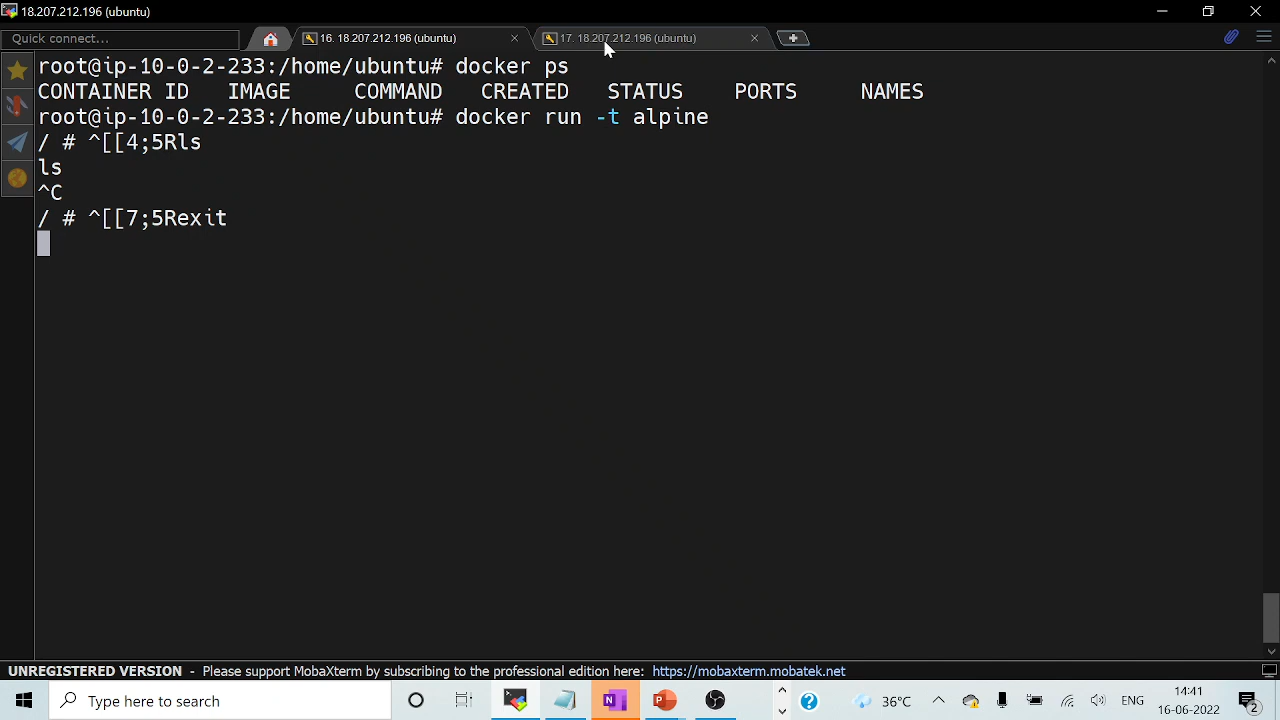 18.207.212.196 (ubuntu)
Quick connect...
16. 18.207.212.196 (ubuntu)
17. 18.207.212.196 (ubuntu)
root@ip-10-0-2-233:/home/ubuntu# docker ps
CONTAINER ID   IMAGE     COMMAND   CREATED   STATUS    PORTS     NAMES
root@ip-10-0-2-233:/home/ubuntu# docker run -t alpine
/ # ^[[4;5Rls
ls
^C
/ # ^[[7;5Rexit
UNREGISTERED VERSION - Please support MobaXterm by subscribing to the professional edition here: https://mobaxterm.mobatek.net
Type here to search
36°C
ENG
14:41
16-06-2022
2